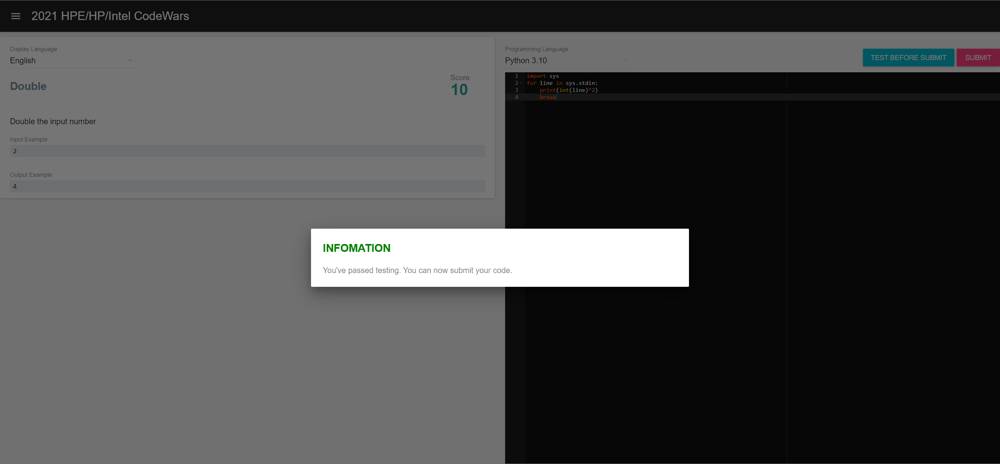 2021 HPE/HP/Intel CodeWars
Display Language
English
Score
Double
10
Double the input number
Input Example
2
Output Example
4
Programming Language
Python 3.10
TEST BEFORE SUBMIT
SUBMIT
1 import sys
2 for line in sys.stdin:
3     print(int(line)*2)
4     break
INFOMATION
You've passed testing. You can now submit your code.